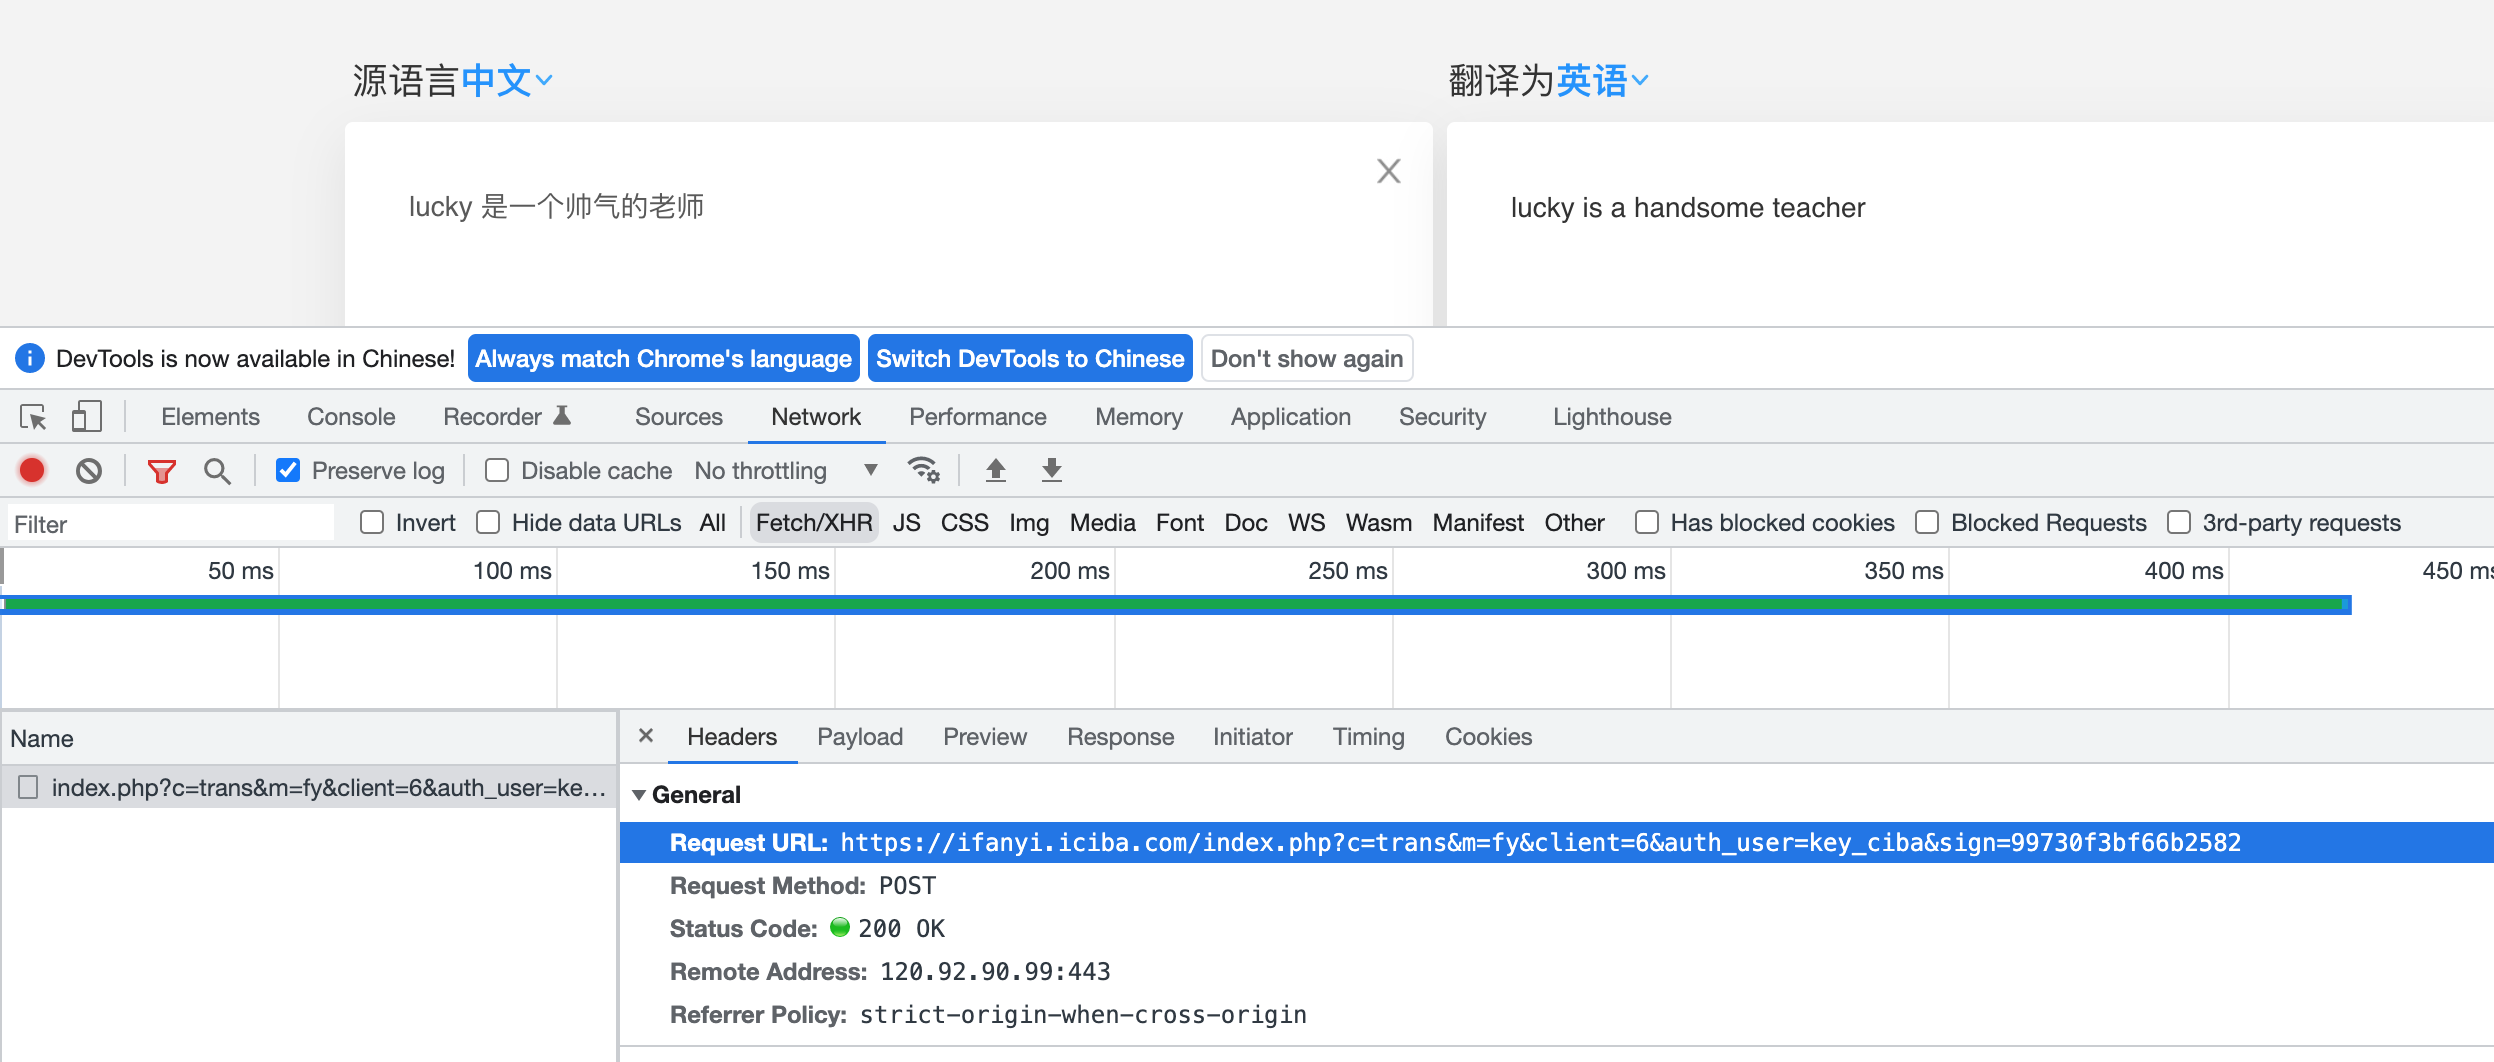 源语言中文 翻译为英语
lucky 是一个帅气的老师 lucky is a handsome teacher
DevTools is now available in Chinese! Always match Chrome's language Switch DevTools to Chinese Don't show again
Elements Console Recorder Sources Network Performance Memory Application Security Lighthouse
Preserve log Disable cache No throttling
Filter Invert Hide data URLs All Fetch/XHR JS CSS Img Media Font Doc WS Wasm Manifest Other Has blocked cookies Blocked Requests 3rd-party requests
50 ms 100 ms 150 ms 200 ms 250 ms 300 ms 350 ms 400 ms 450 ms
Name Headers Payload Preview Response Initiator Timing Cookies
index.php?c=trans&m=fy&client=6&auth_user=ke... General
Request URL: https://ifanyi.iciba.com/index.php?c=trans&m=fy&client=6&auth_user=key_ciba&sign=99730f3bf66b2582
Request Method: POST
Status Code: 200 OK
Remote Address: 120.92.90.99:443
Referrer Policy: strict-origin-when-cross-origin